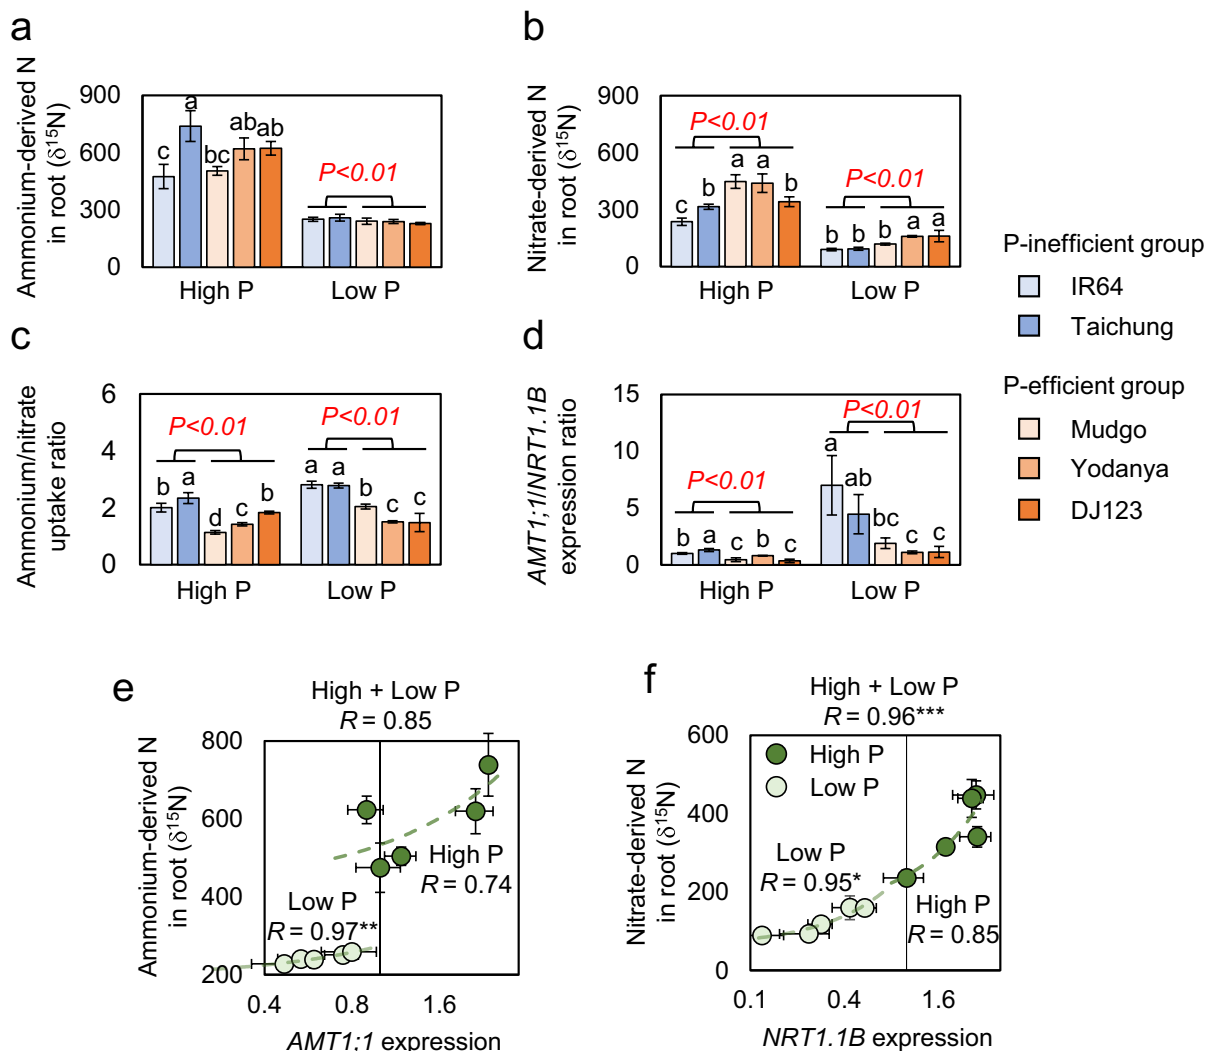 a
Ammonium-derived N
in root (δ¹⁵N)
900
600
300
0
c
a
bc
ab
ab
P<0.01
High P
Low P
b
Nitrate-derived N
in root (δ¹⁵N)
900
600
300
0
P<0.01
c
b
a
a
b
P<0.01
b
b
b
a
a
High P
Low P
P-inefficient group
IR64
Taichung
P-efficient group
Mudgo
Yodanya
DJ123
c
Ammonium/nitrate
uptake ratio
6
4
2
0
P<0.01
b
a
d
c
b
P<0.01
a
a
b
c
c
High P
Low P
d
AMT1;1/NRT1.1B
expression ratio
15
10
5
0
P<0.01
b
a
c
b
c
P<0.01
a
ab
bc
c
c
High P
Low P
e
High + Low P
R = 0.85
Ammonium-derived N
in root (δ¹⁵N)
800
600
400
200
High P
R = 0.74
Low P
R = 0.97**
0.4
0.8
1.6
AMT1;1 expression
f
High + Low P
R = 0.96***
Nitrate-derived N
in root (δ¹⁵N)
600
400
200
0
High P
Low P
Low P
R = 0.95*
High P
R = 0.85
0.1
0.4
1.6
NRT1.1B expression